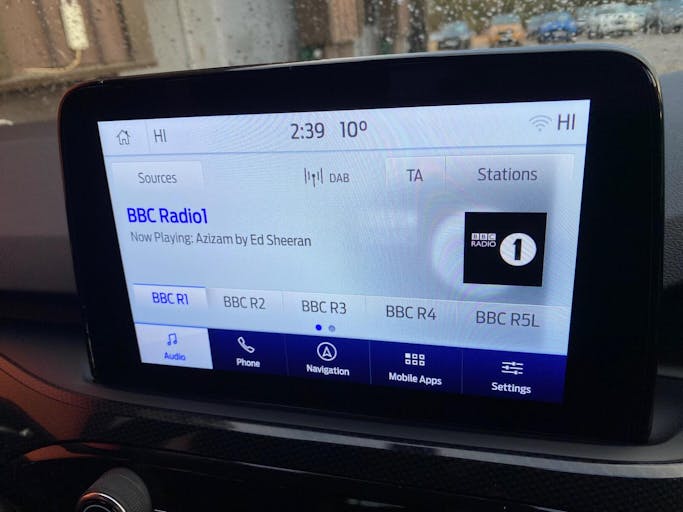 HI
2:39 10º
HI
Sources
DAB
TA
Stations
BBC Radio1
Now Playing: Azizam by Ed Sheeran
BBC
RADIO
1
BBC R1
BBC R2
BBC R3
BBC R4
BBC R5L
Audio
Phone
Navigation
Mobile Apps
Settings